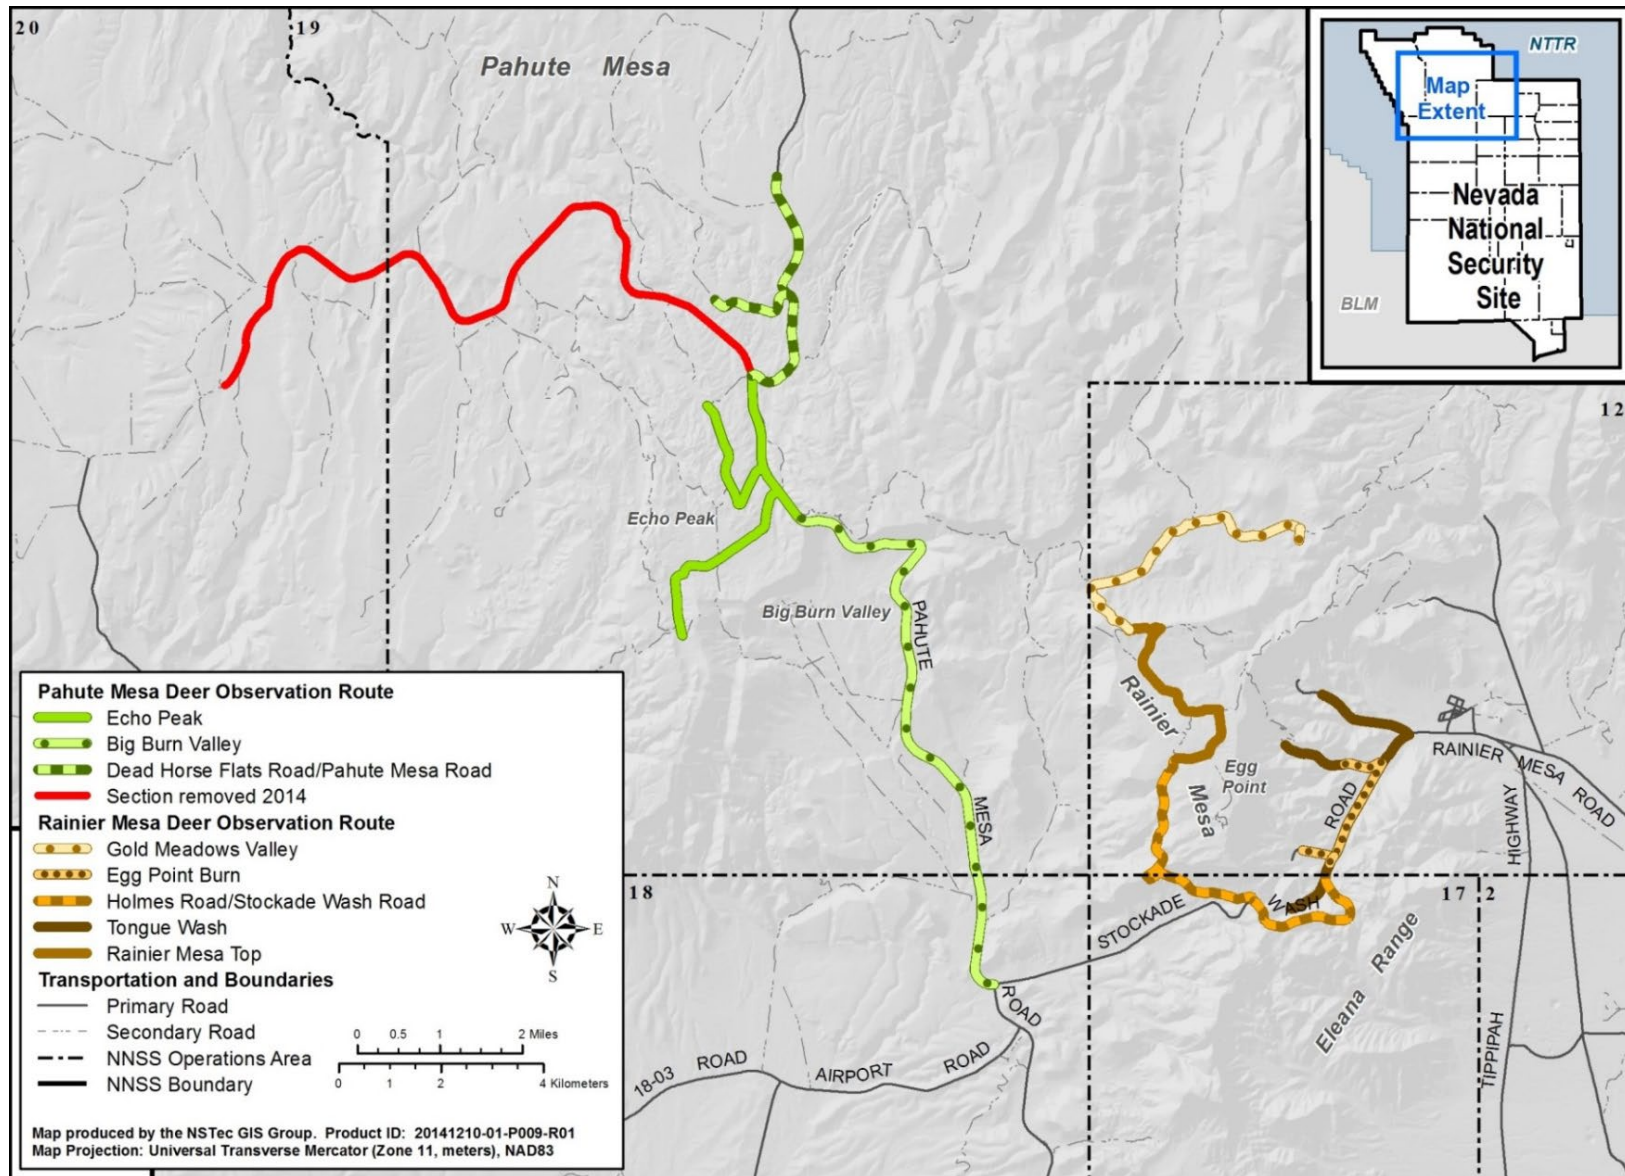 20
19
Pahute Mesa
NTTR
Map
Extent
Nevada
National
Security
Site
BLM
12
Echo Peak
Big Burn Valley
PAHUTE
MESA
ROAD
Rainier
Mesa
Egg
Point
RAINIER MESA ROAD
ROAD
HIGHWAY
TIPPIPAH
18
17
2
STOCKADE
WASH
Eleana Range
18-03 ROAD
AIRPORT ROAD
Pahute Mesa Deer Observation Route
Echo Peak
Big Burn Valley
Dead Horse Flats Road/Pahute Mesa Road
Section removed 2014
Rainier Mesa Deer Observation Route
Gold Meadows Valley
Egg Point Burn
Holmes Road/Stockade Wash Road
Tongue Wash
Rainier Mesa Top
Transportation and Boundaries
Primary Road
Secondary Road
NNSS Operations Area
NNSS Boundary
N
W E
S
0 0.5 1 2 Miles
0 1 2 4 Kilometers
Map produced by the NSTec GIS Group. Product ID: 20141210-01-P009-R01
Map Projection: Universal Transverse Mercator (Zone 11, meters), NAD83